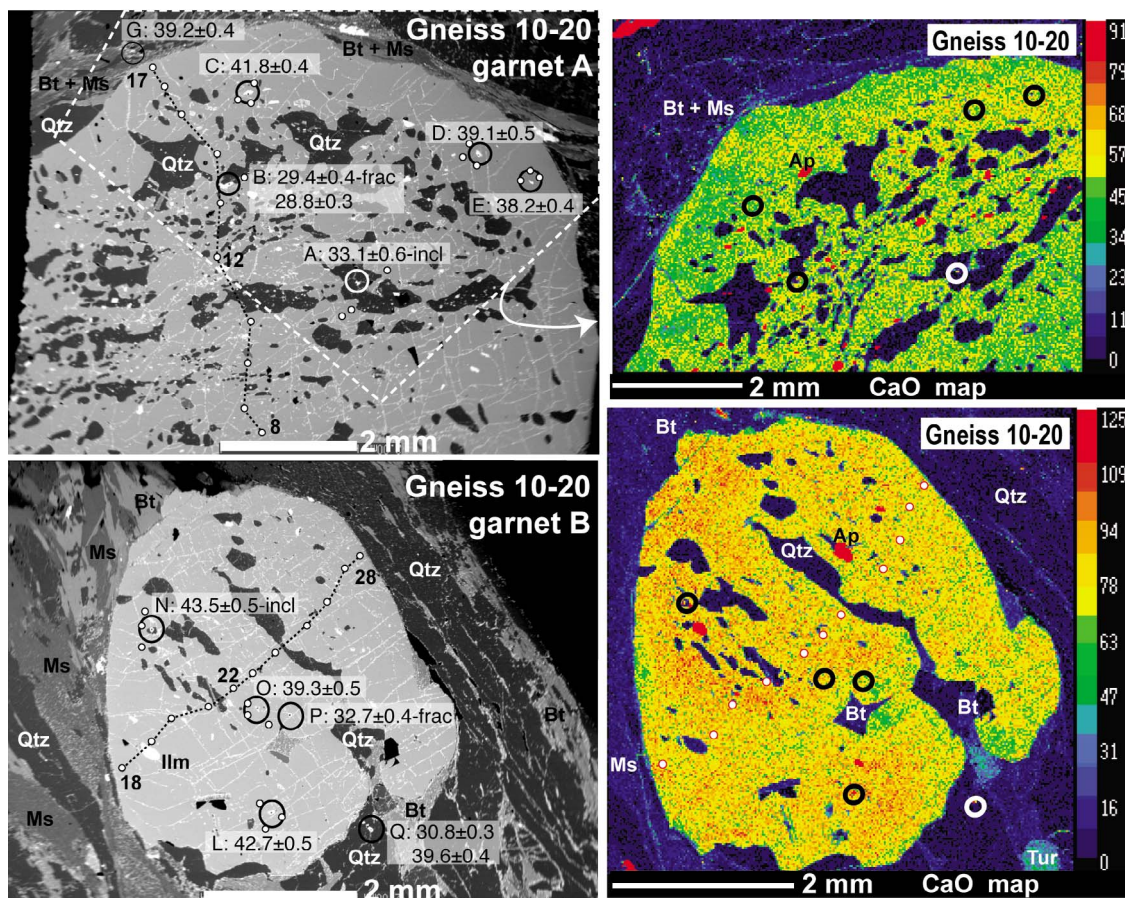 Gneiss 10-20
garnet A
G: 39.2±0.4
Bt + Ms
C: 41.8±0.4
Bt + Ms
17
Qtz
Qtz
Qtz
D: 39.1±0.5
B: 29.4±0.4-frac
28.8±0.3
E: 38.2±0.4
12
A: 33.1±0.6-incl
8
2 mm
Gneiss 10-20
Bt + Ms
Ap
2 mm
CaO map
91
79
68
57
45
34
23
11
0
Gneiss 10-20
garnet B
Bt
Ms
Qtz
28
N: 43.5±0.5-incl
Ms
22
O: 39.3±0.5
P: 32.7±0.4-frac
Bt
Qtz
Ilm
18
Qtz
Bt
Ms
L: 42.7±0.5
Q: 30.8±0.3
39.6±0.4
Qtz
2 mm
Gneiss 10-20
Bt
Qtz
Ap
Qtz
Bt
Bt
Ms
Tur
2 mm
CaO map
125
109
94
78
63
47
31
16
0